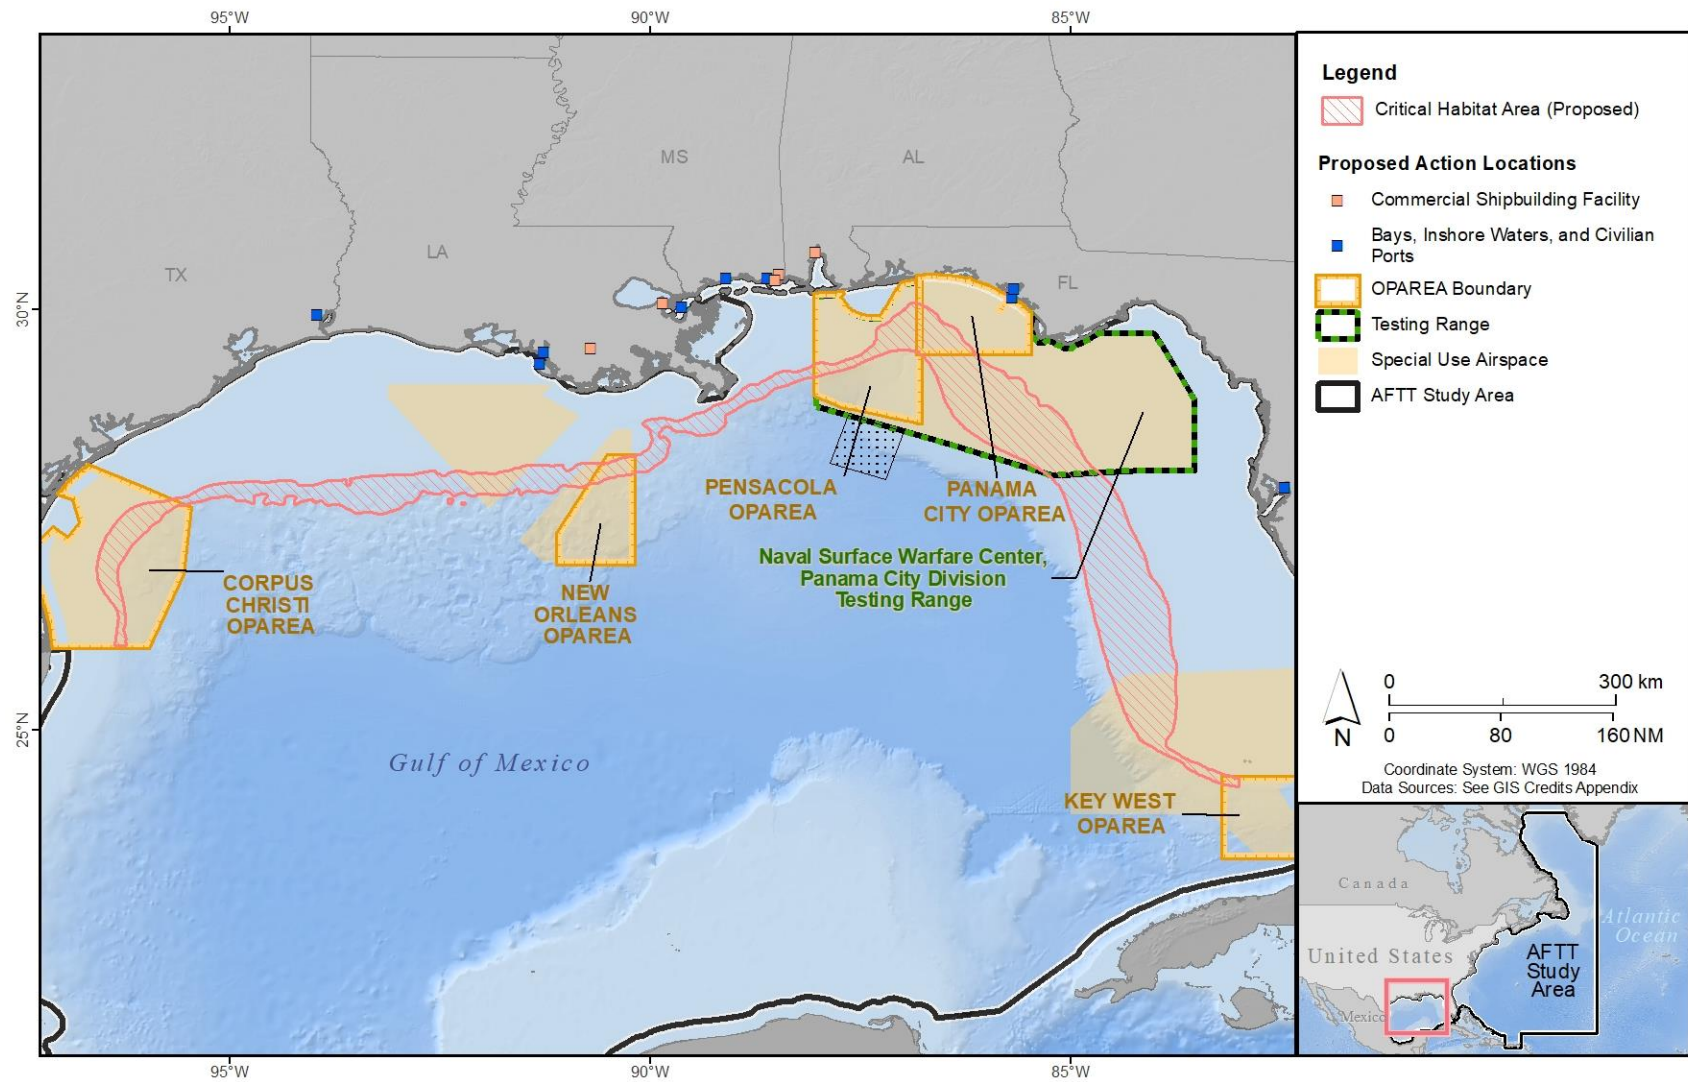 95°W
90°W
85°W
TX
LA
MS
AL
FL
30°N
25°N
PENSACOLA
OPAREA
PANAMA
CITY OPAREA
Naval Surface Warfare Center,
Panama City Division
Testing Range
CORPUS
CHRISTI
OPAREA
NEW
ORLEANS
OPAREA
KEY WEST
OPAREA
Gulf of Mexico
95°W
90°W
85°W
Legend
Critical Habitat Area (Proposed)
Proposed Action Locations
Commercial Shipbuilding Facility
Bays, Inshore Waters, and Civilian
Ports
OPAREA Boundary
Testing Range
Special Use Airspace
AFTT Study Area
N
0 300 km
0 80 160 NM
Coordinate System: WGS 1984
Data Sources: See GIS Credits Appendix
Canada
United States
Mexico
Atlantic
Ocean
AFTT
Study
Area